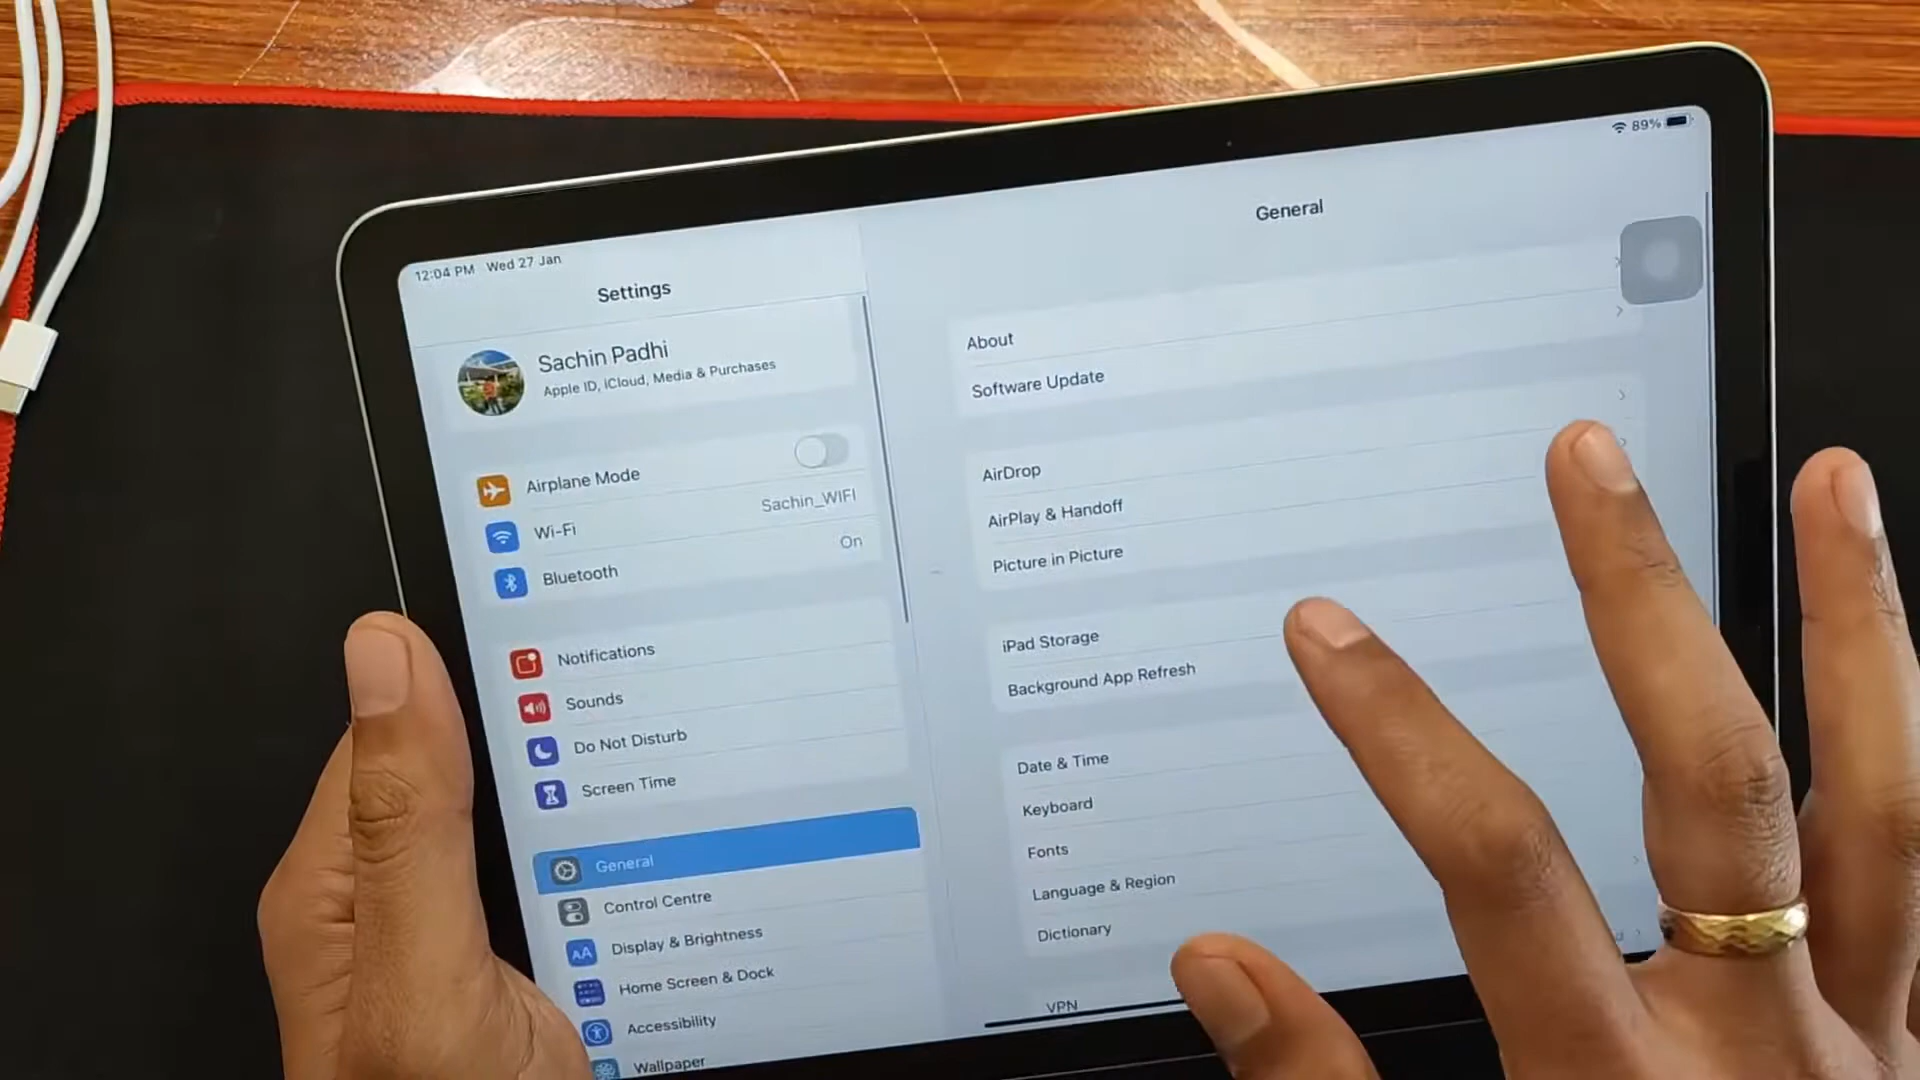 12:04 PM Wed 27 Jan
89%
Settings
Sachin Padhi
Apple ID, iCloud, Media & Purchases
Airplane Mode
Wi-Fi Sachin_WIFI
Bluetooth On
Notifications
Sounds
Do Not Disturb
Screen Time
General
Control Centre
AA Display & Brightness
Home Screen & Dock
Accessibility
Wallpaper
General
About
Software Update
AirDrop
AirPlay & Handoff
Picture in Picture
iPad Storage
Background App Refresh
Date & Time
Keyboard
Fonts
Language & Region
Dictionary
VPN